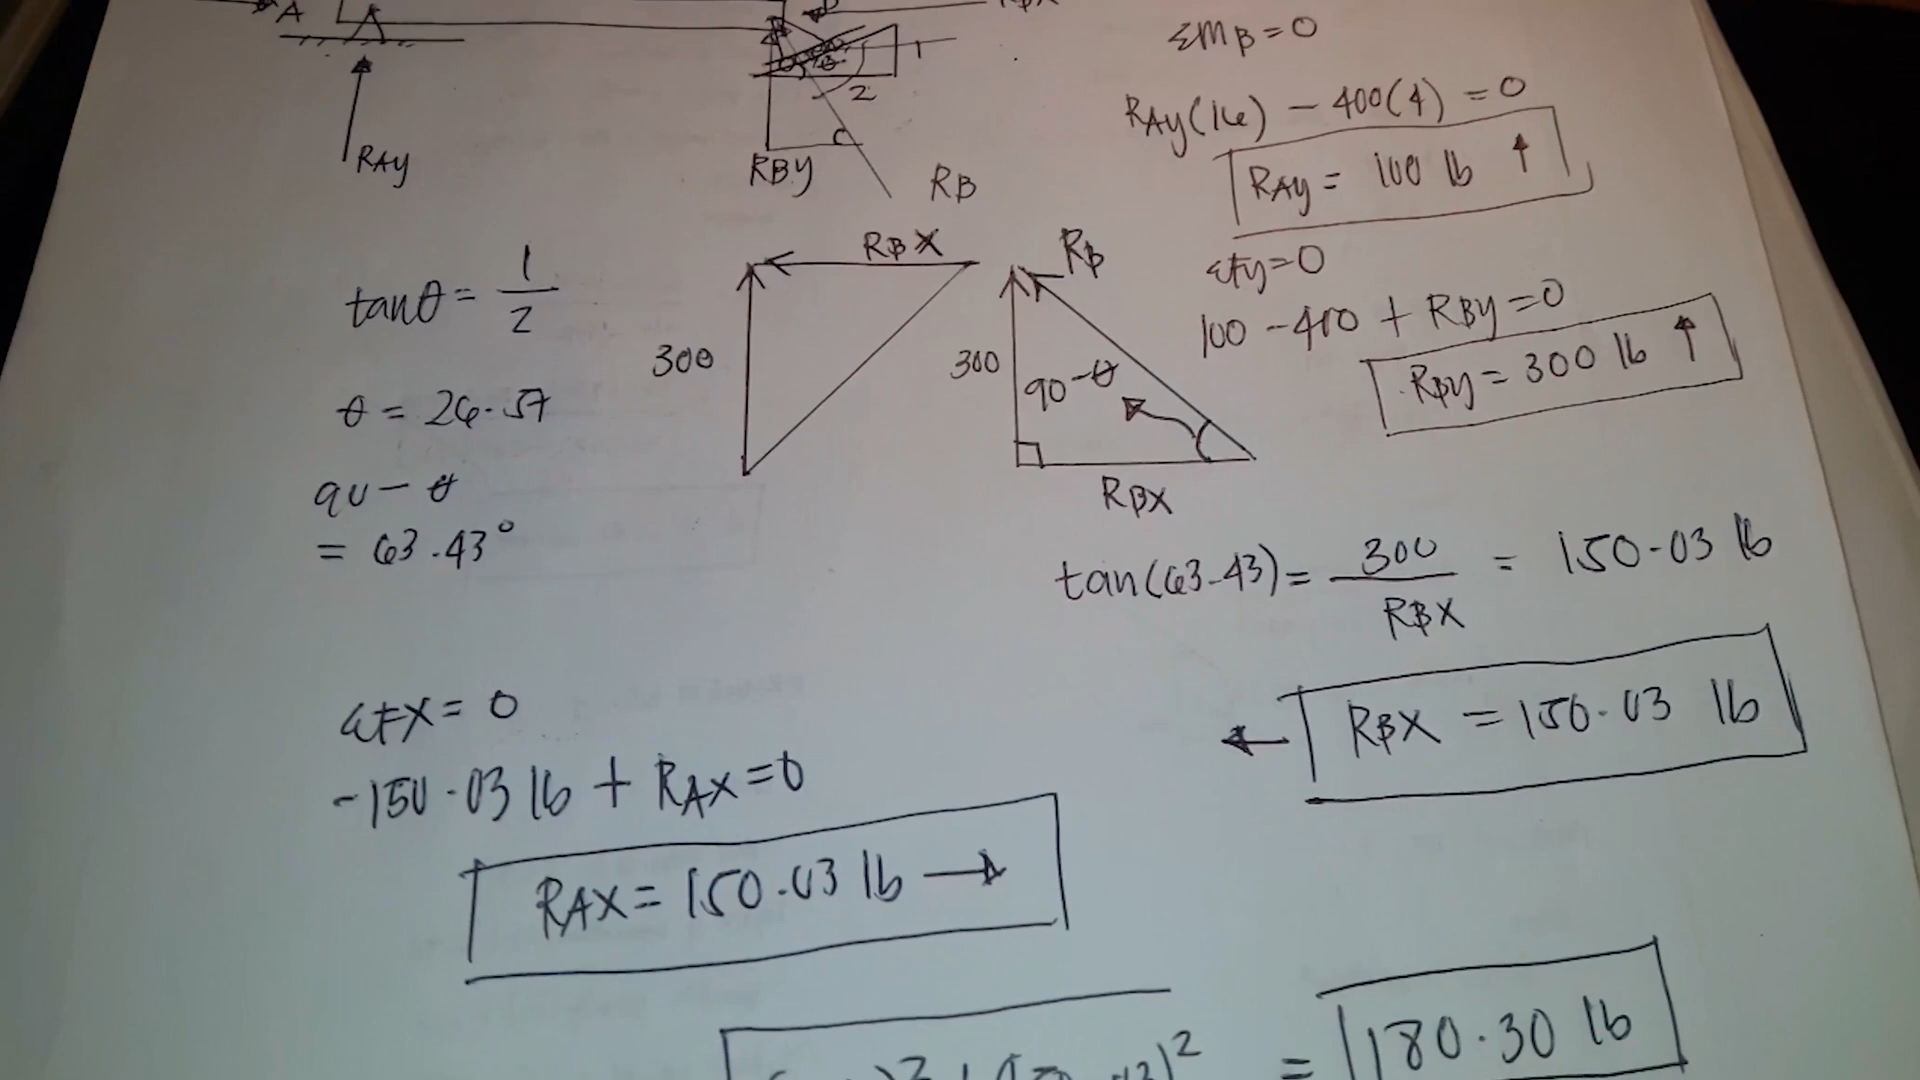 A
RAY
1
2
RBY
RB
ΣMB=0
RAY(16) - 400(4) = 0
RAY = 100 lb ↑
ΣFy=0
100 - 400 + RBY = 0
RBY = 300 lb ↑
tanθ = 1/2
θ = 26.57
90 - θ
= 63.43°
RBX
300
RB
300
90-θ
RBX
tan(63.43) = 300/RBX = 150.03 lb
← RBX = 150.03 lb
ΣFX = 0
-150.03 lb + RAX = 0
RAX = 150.03 lb →
= 180.30 lb